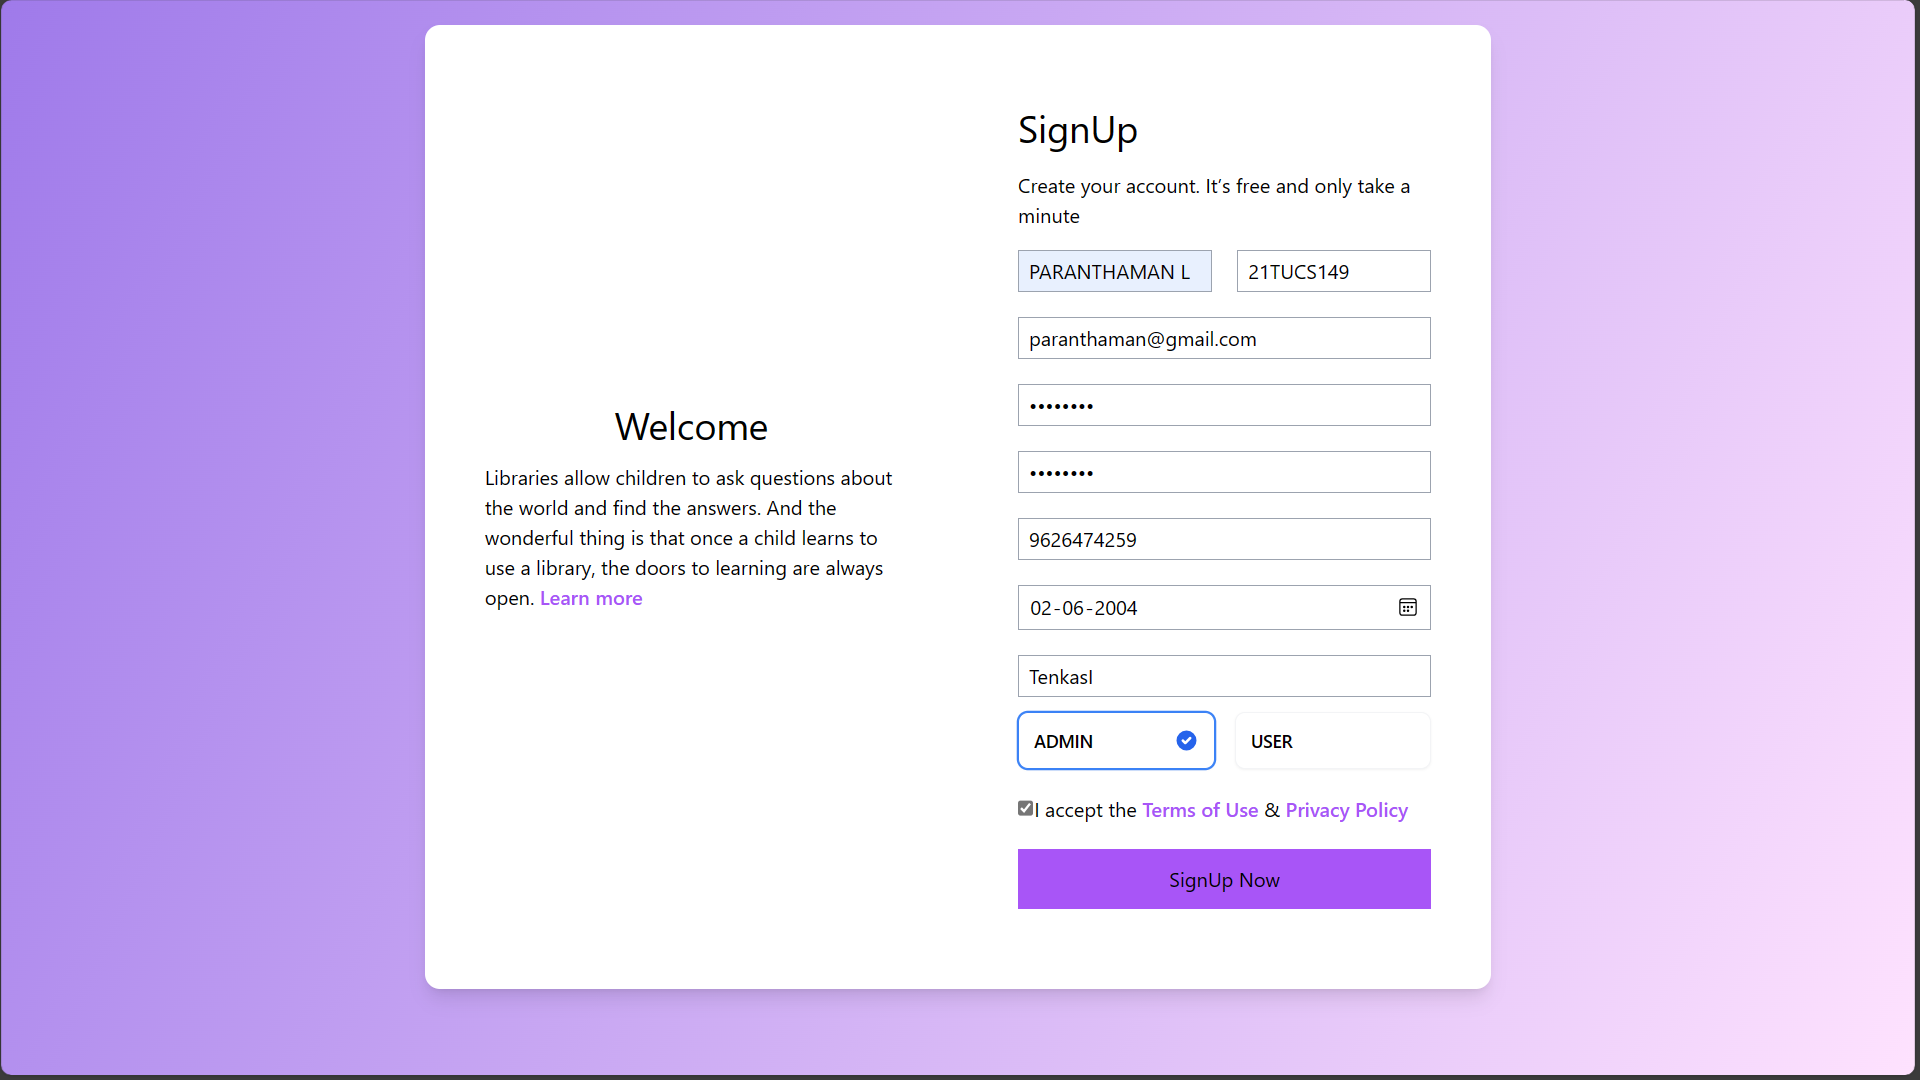 Welcome
Libraries allow children to ask questions about
the world and find the answers. And the
wonderful thing is that once a child learns to
use a library, the doors to learning are always
open. Learn more
SignUp
Create your account. It’s free and only take a
minute
PARANTHAMAN L
21TUCS149
paranthaman@gmail.com
••••••••
••••••••
9626474259
02-06-2004
TenkasI
ADMIN
USER
I accept the Terms of Use & Privacy Policy
SignUp Now